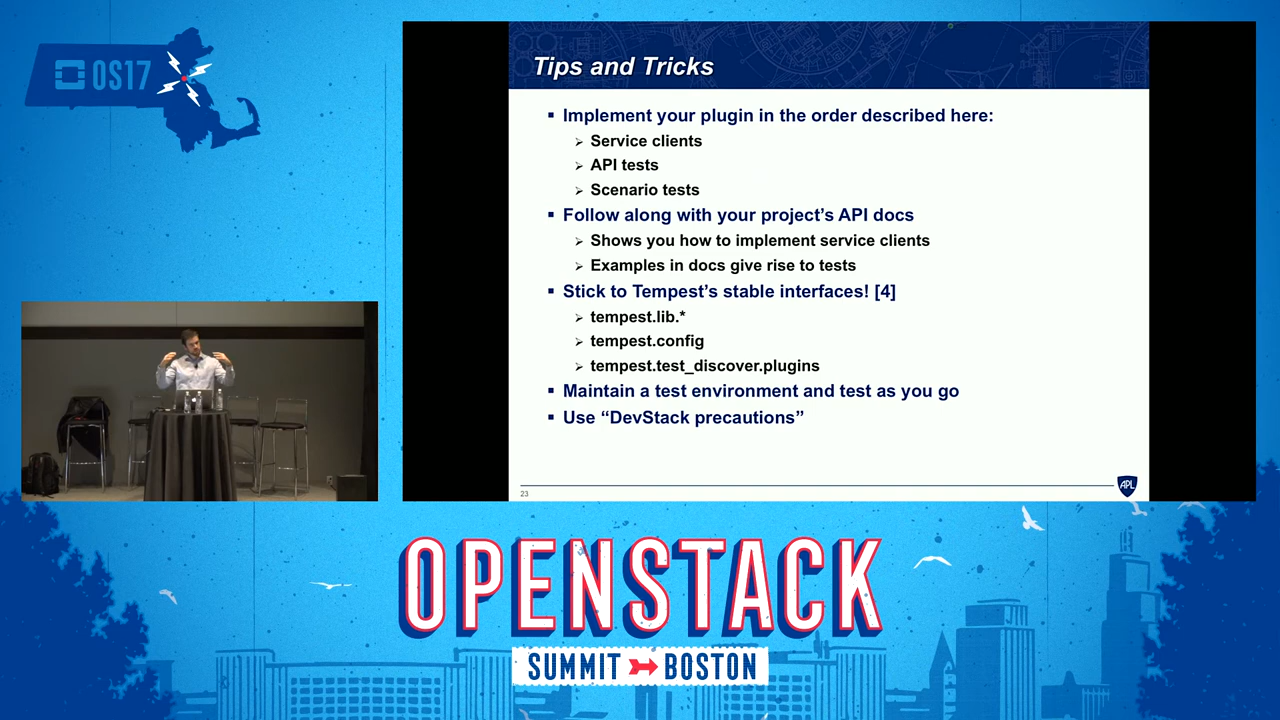 OS17
Tips and Tricks
▪ Implement your plugin in the order described here:
➢ Service clients
➢ API tests
➢ Scenario tests
▪ Follow along with your project's API docs
➢ Shows you how to implement service clients
➢ Examples in docs give rise to tests
▪ Stick to Tempest's stable interfaces! [4]
➢ tempest.lib.*
➢ tempest.config
➢ tempest.test_discover.plugins
▪ Maintain a test environment and test as you go
▪ Use “DevStack precautions”
23
APL
OPENSTACK
SUMMIT BOSTON